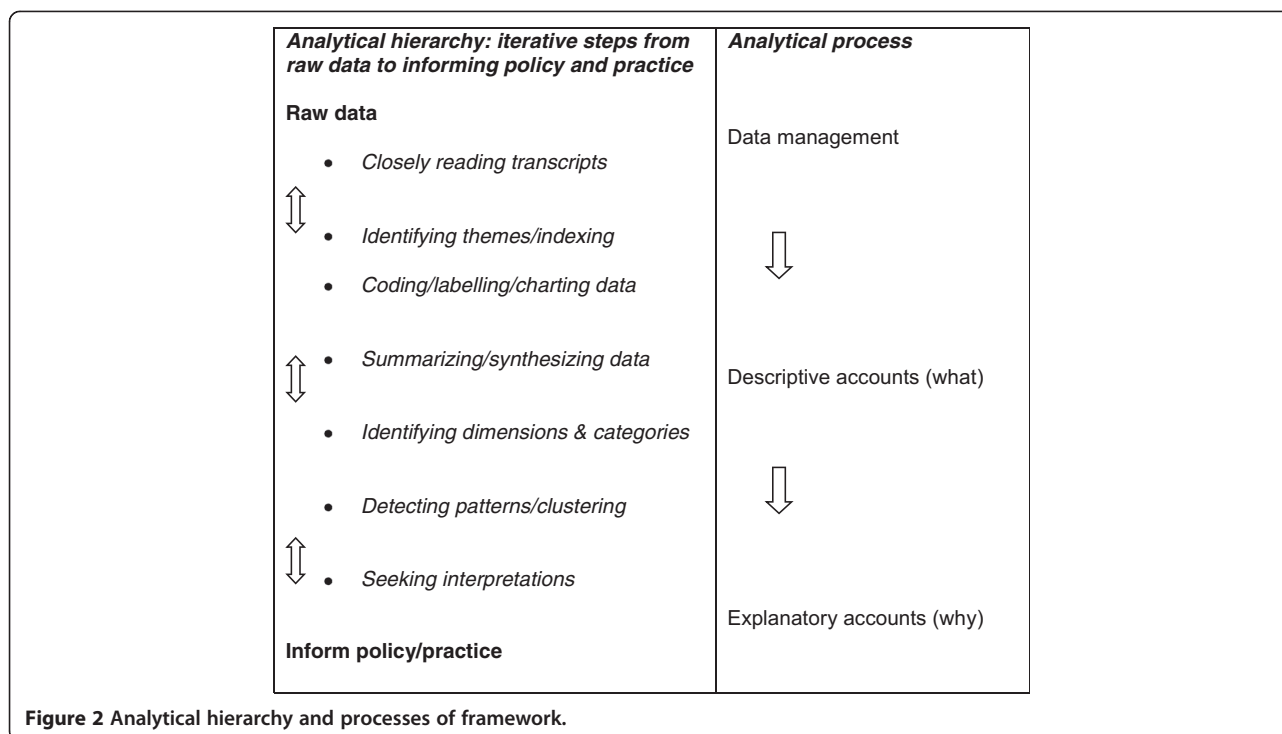 Analytical hierarchy: iterative steps from
raw data to informing policy and practice
Raw data
• Closely reading transcripts
• Identifying themes/indexing
• Coding/labelling/charting data
• Summarizing/synthesizing data
• Identifying dimensions & categories
• Detecting patterns/clustering
• Seeking interpretations
Inform policy/practice
Analytical process
Data management
Descriptive accounts (what)
Explanatory accounts (why)
Figure 2 Analytical hierarchy and processes of framework.